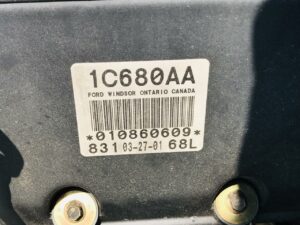 1C680AA
FORD WINDSOR ONTARIO CANADA
*010860609*
831 03-27-01 68L